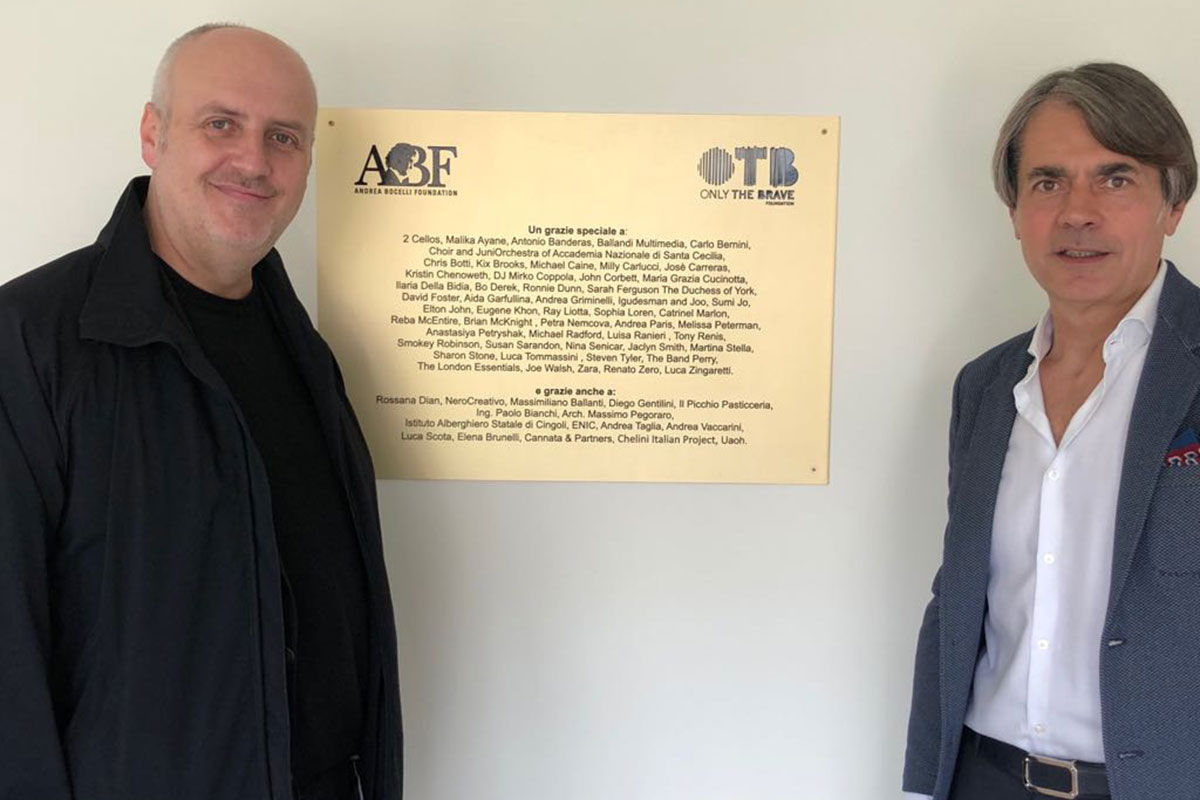 ABF
ANDREA BOCELLI FOUNDATION
OTB
ONLY THE BRAVE
FOUNDATION
Un grazie speciale a:
2 Cellos, Malika Ayane, Antonio Banderas, Ballandi Multimedia, Carlo Bernini,
Choir and JuniOrchestra of Accademia Nazionale di Santa Cecilia,
Chris Botti, Kix Brooks, Michael Caine, Milly Carlucci, Josè Carreras,
Kristin Chenoweth, DJ Mirko Coppola, John Corbett, Maria Grazia Cucinotta,
Ilaria Della Bidia, Bo Derek, Ronnie Dunn, Sarah Ferguson The Duchess of York,
David Foster, Aida Garfullina, Andrea Griminelli, Igudesman and Joo, Sumi Jo,
Elton John, Eugene Khon, Ray Liotta, Sophia Loren, Catrinel Marlon,
Reba McEntire, Brian McKnight , Petra Nemcova, Andrea Paris, Melissa Peterman,
Anastasiya Petryshak, Michael Radford, Luisa Ranieri , Tony Renis,
Smokey Robinson, Susan Sarandon, Nina Senicar, Jaclyn Smith, Martina Stella,
Sharon Stone, Luca Tommassini , Steven Tyler, The Band Perry,
The London Essentials, Joe Walsh, Zara, Renato Zero, Luca Zingaretti.
e grazie anche a:
Rossana Dian, NeroCreativo, Massimiliano Ballanti, Diego Gentilini, Il Picchio Pasticceria,
Ing. Paolo Bianchi, Arch. Massimo Pegoraro,
Istituto Alberghiero Statale di Cingoli, ENIC, Andrea Taglia, Andrea Vaccarini,
Luca Scota, Elena Brunelli, Cannata & Partners, Chelini Italian Project, Uaoh.